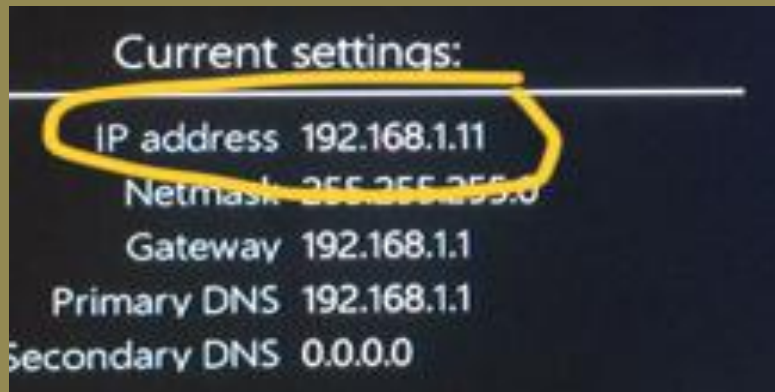 Current settings:
IP address 192.168.1.11
Netmask 255.255.255.0
Gateway 192.168.1.1
Primary DNS 192.168.1.1
Secondary DNS 0.0.0.0